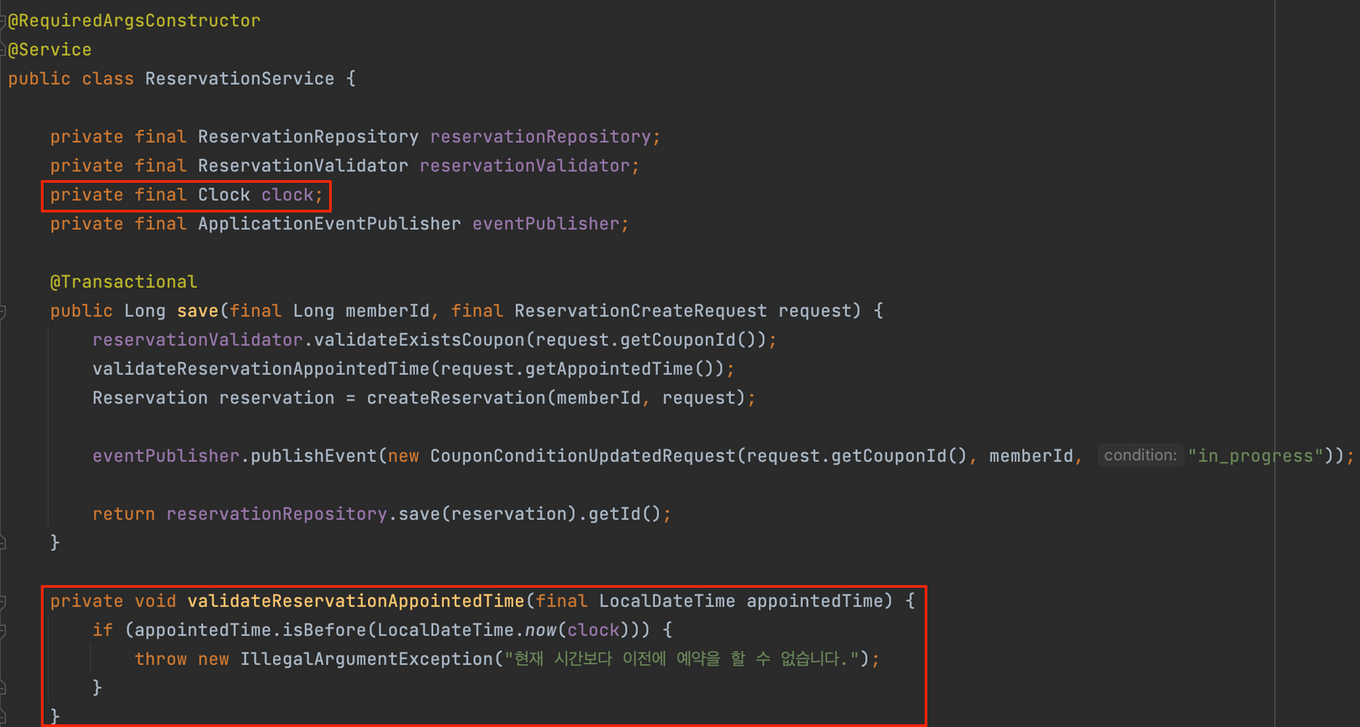 @RequiredArgsConstructor
@Service
public class ReservationService {
private final ReservationRepository reservationRepository;
private final ReservationValidator reservationValidator;
private final Clock clock;
private final ApplicationEventPublisher eventPublisher;
@Transactional
public Long save(final Long memberId, final ReservationCreateRequest request) {
reservationValidator.validateExistsCoupon(request.getCouponId());
validateReservationAppointedTime(request.getAppointedTime());
Reservation reservation = createReservation(memberId, request);
eventPublisher.publishEvent(new CouponConditionUpdatedRequest(request.getCouponId(), memberId, condition: "in_progress"));
return reservationRepository.save(reservation).getId();
}
private void validateReservationAppointedTime(final LocalDateTime appointedTime) {
if (appointedTime.isBefore(LocalDateTime.now(clock))) {
throw new IllegalArgumentException("현재 시간보다 이전에 예약을 할 수 없습니다.");
}
}